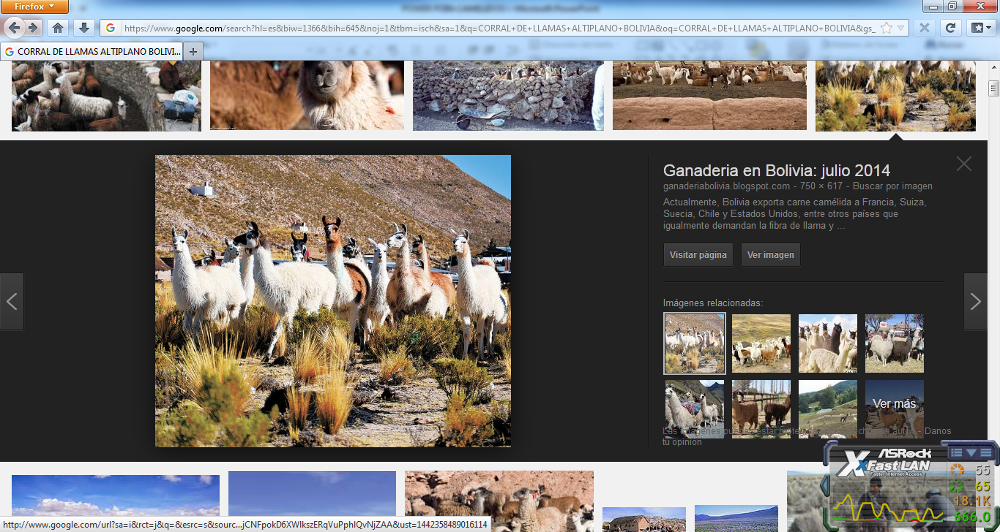 Firefox
https://www.google.com/search?hl=es&biw=1366&bih=645&noj=1&tbm=isch&sa=1&q=CORRAL+DE+LLAMAS+ALTIPLANO+BOLIVIA&oq=CORRAL+DE+LLAMAS+ALTIPLANO+BOLIVIA&gs_
CORRAL DE LLAMAS ALTIPLANO BOLIVI...
Ganaderia en Bolivia: julio 2014
ganaderiabolivia.blogspot.com - 750 × 617 - Buscar por imagen
Actualmente, Bolivia exporta carne camélida a Francia, Suiza,
Suecia, Chile y Estados Unidos, entre otros países que
igualmente demandan la fibra de llama y ...
Visitar página
Ver imagen
Imágenes relacionadas:
Ver más
Las imágenes pueden estar - Danos
tu opinión
ASRock
XFast LAN
Faster Internet Access
55
65
18.1K
666.0
http://www.google.com/url?sa=i&rct=j&q=&esrc=s&sourc...jCNFpokD6XWIkszERqVuPphIQvNjZAA&ust=1442358489016114